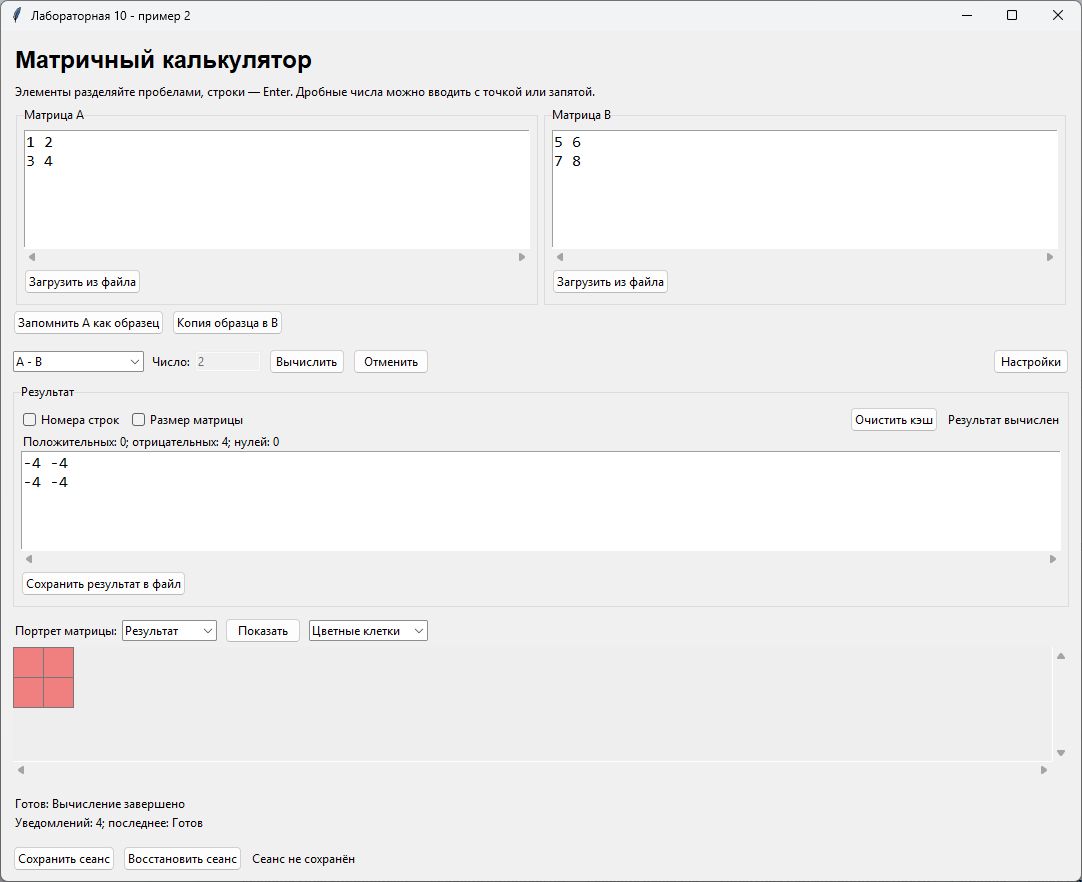 Лабораторная 10 - пример 2
Матричный калькулятор
Элементы разделяйте пробелами, строки — Enter. Дробные числа можно вводить с точкой или запятой.
Матрица A
1 2
3 4
Загрузить из файла
Матрица B
5 6
7 8
Загрузить из файла
Запомнить A как образец Копия образца в B
A - B Число: 2 Вычислить Отменить Настройки
Результат
Номера строк Размер матрицы Очистить кэш Результат вычислен
Положительных: 0; отрицательных: 4; нулей: 0
-4 -4
-4 -4
Сохранить результат в файл
Портрет матрицы: Результат Показать Цветные клетки
Готов: Вычисление завершено
Уведомлений: 4; последнее: Готов
Сохранить сеанс Восстановить сеанс Сеанс не сохранён